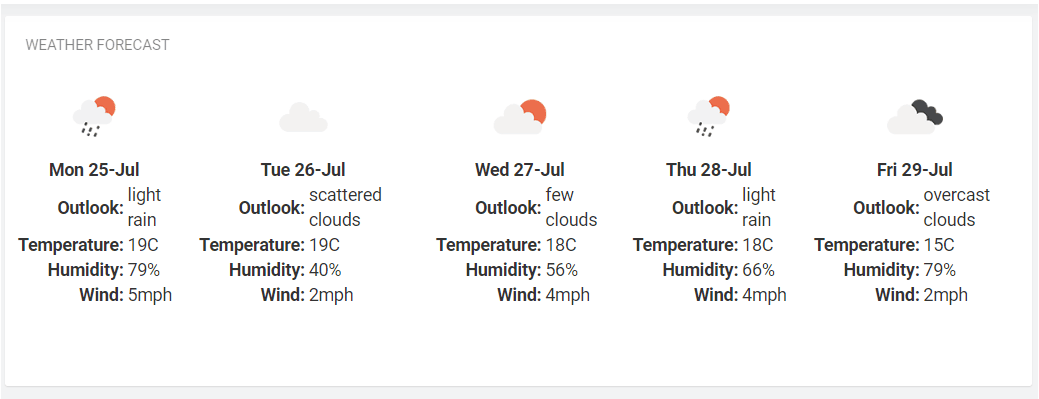 WEATHER FORECAST
Mon 25-Jul
Outlook: light rain
Temperature: 19C
Humidity: 79%
Wind: 5mph
Tue 26-Jul
Outlook: scattered clouds
Temperature: 19C
Humidity: 40%
Wind: 2mph
Wed 27-Jul
Outlook: few clouds
Temperature: 18C
Humidity: 56%
Wind: 4mph
Thu 28-Jul
Outlook: light rain
Temperature: 18C
Humidity: 66%
Wind: 4mph
Fri 29-Jul
Outlook: overcast clouds
Temperature: 15C
Humidity: 79%
Wind: 2mph